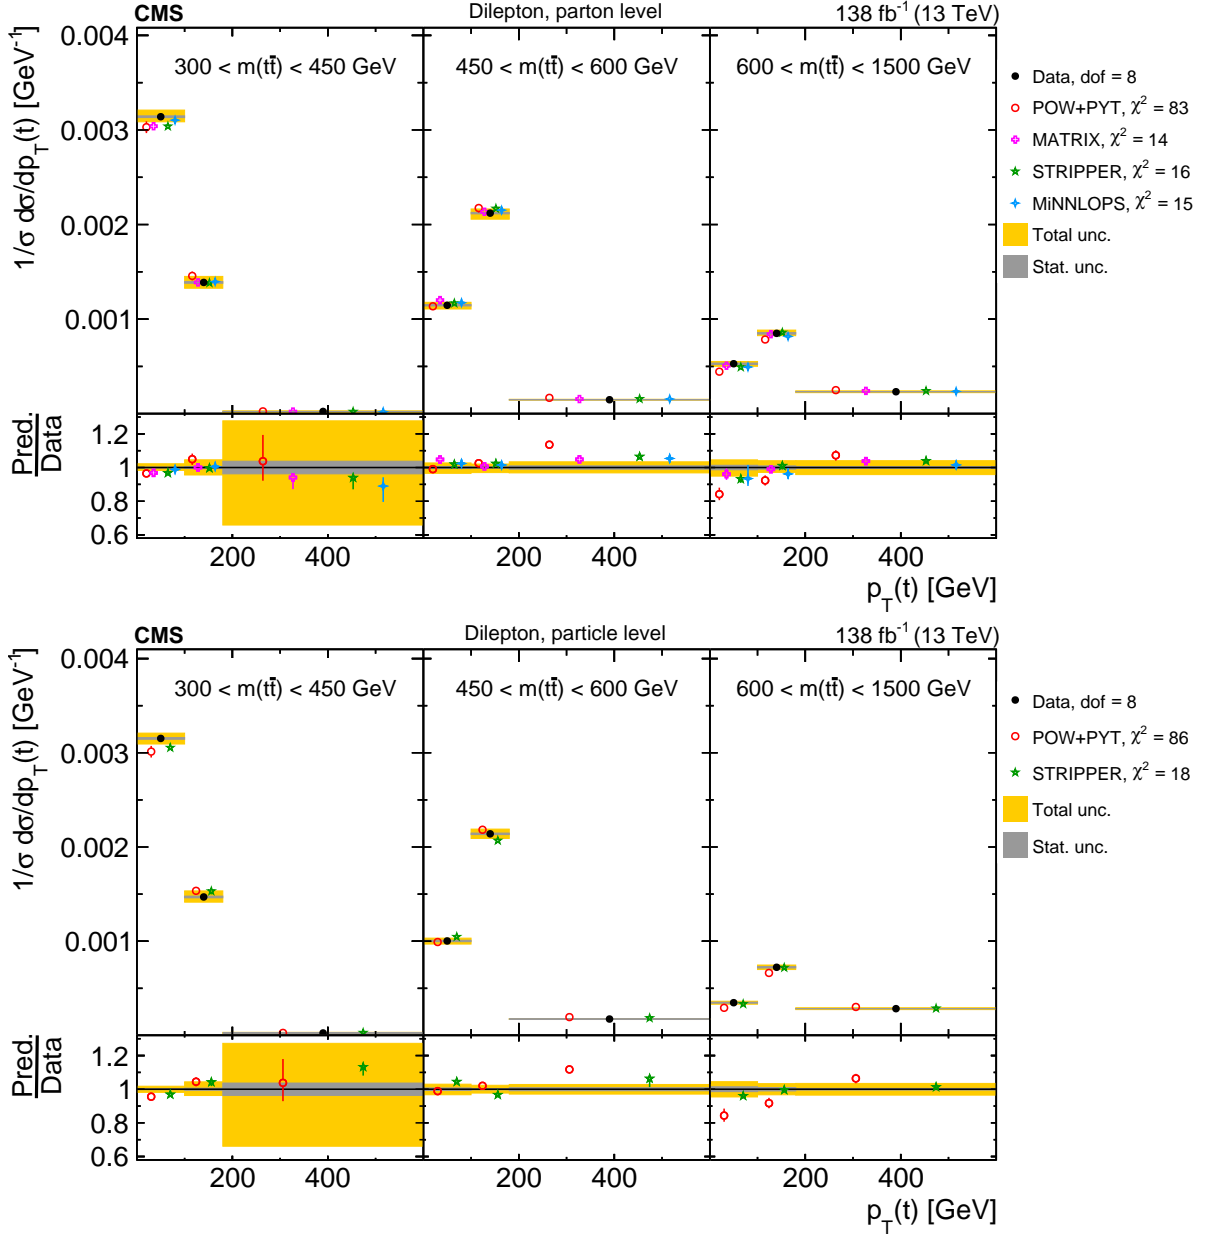 CMS Dilepton, parton level 138 fb⁻¹ (13 TeV)
1/σ dσ/dp_T(t) [GeV⁻¹]
0.004
0.003
0.002
0.001
300 < m(tt̄) < 450 GeV
450 < m(tt̄) < 600 GeV
600 < m(tt̄) < 1500 GeV
Data, dof = 8
POW+PYT, χ² = 83
MATRIX, χ² = 14
STRIPPER, χ² = 16
MiNNLOPS, χ² = 15
Total unc.
Stat. unc.
Pred.
Data
1.2
1
0.8
0.6
200 400 200 400 200 400
p_T(t) [GeV]
CMS Dilepton, particle level 138 fb⁻¹ (13 TeV)
1/σ dσ/dp_T(t) [GeV⁻¹]
0.004
0.003
0.002
0.001
300 < m(tt̄) < 450 GeV
450 < m(tt̄) < 600 GeV
600 < m(tt̄) < 1500 GeV
Data, dof = 8
POW+PYT, χ² = 86
STRIPPER, χ² = 18
Total unc.
Stat. unc.
Pred.
Data
1.2
1
0.8
0.6
200 400 200 400 200 400
p_T(t) [GeV]